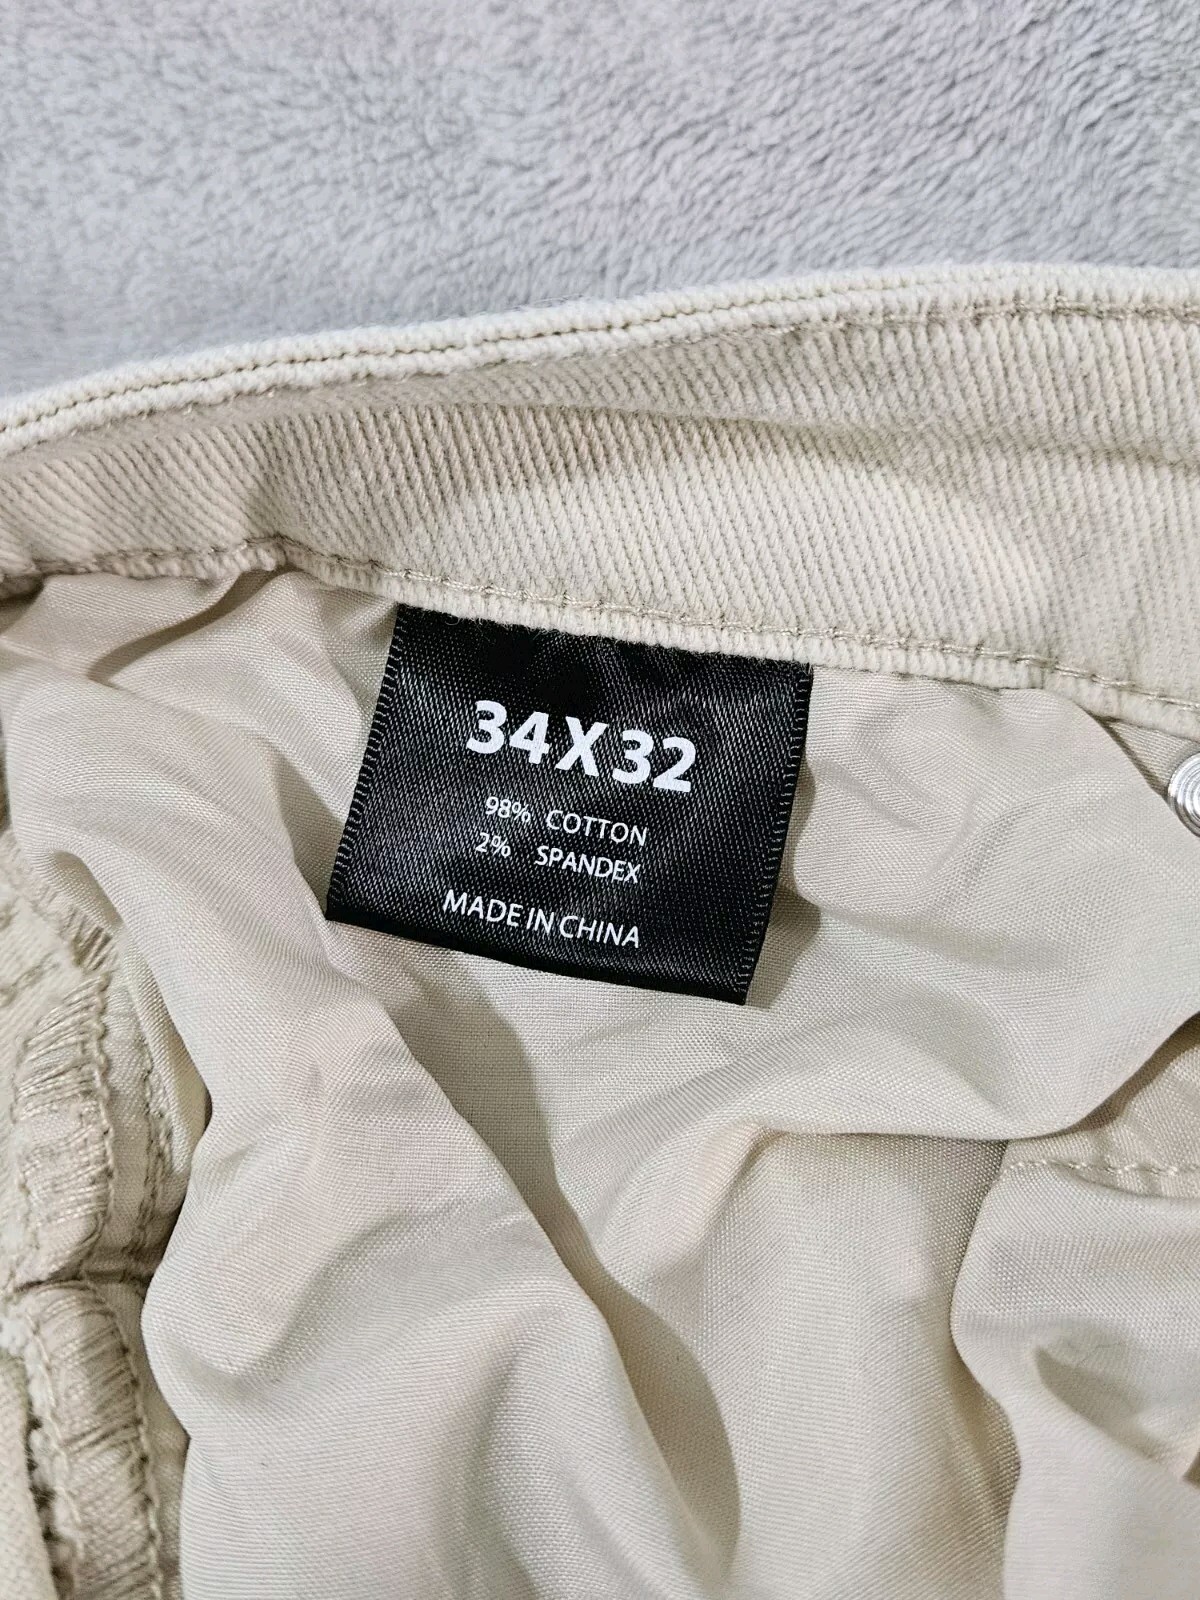 34X32
98% COTTON
2% SPANDEX
MADE IN CHINA